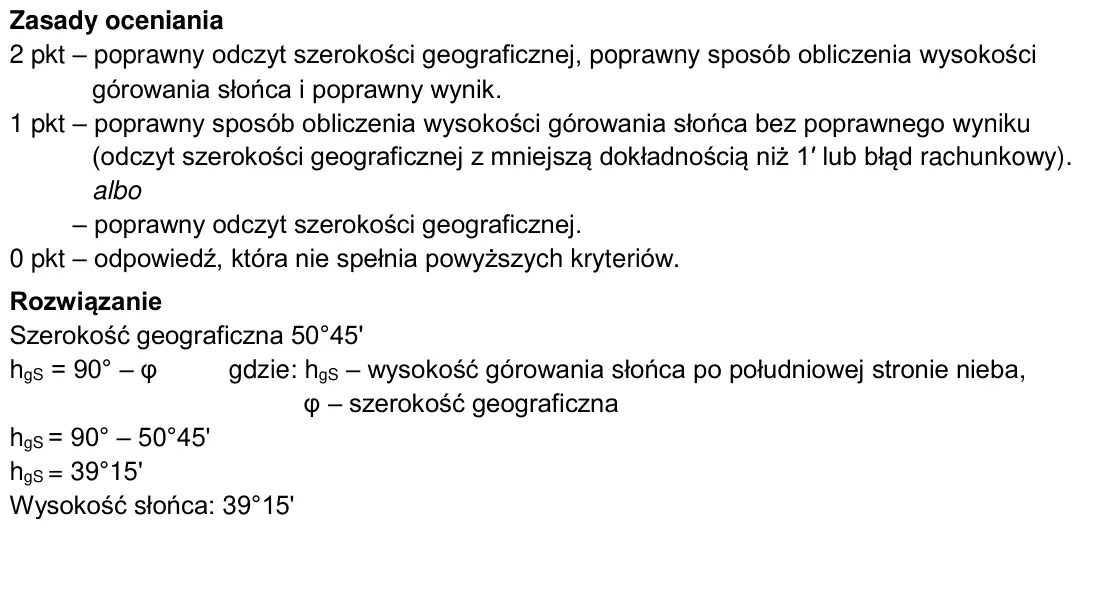 Zasady oceniania
2 pkt – poprawny odczyt szerokości geograficznej, poprawny sposób obliczenia wysokości
górowania słońca i poprawny wynik.
1 pkt – poprawny sposób obliczenia wysokości górowania słońca bez poprawnego wyniku
(odczyt szerokości geograficznej z mniejszą dokładnością niż 1′ lub błąd rachunkowy).
albo
– poprawny odczyt szerokości geograficznej.
0 pkt – odpowiedź, która nie spełnia powyższych kryteriów.
Rozwiązanie
Szerokość geograficzna 50°45'
hgS = 90° – φ gdzie: hgS – wysokość górowania słońca po południowej stronie nieba,
φ – szerokość geograficzna
hgS = 90° – 50°45'
hgS = 39°15'
Wysokość słońca: 39°15'